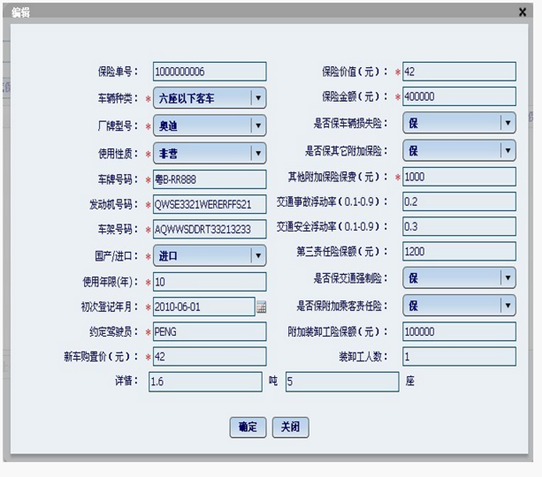 编辑 X
保险单号： 1000000006 保险价值(元)： * 42
车辆种类： * 六座以下客车 保险金额(元)： * 400000
厂牌型号： * 奥迪 是否保车辆损失险： 保
使用性质： * 非营 是否保其它附加保险： 保
车牌号码： * 粤B-RR888 其他附加保险保费(元)： * 1000
发动机号码： * QWSE3321WERERFFS21 交通事故浮动率(0.1-0.9)： 0.2
车架号码： * AQWWSDDRT33213233 交通安全浮动率(0.1-0.9)： 0.3
国产/进口： * 进口 第三责任险保额(元)： 1200
使用年限(年)： * 10 是否保交通强制险： 保
初次登记年月： * 2010-06-01 是否保附加乘客责任险： 保
约定驾驶员： * PENG 附加装卸工险保额(元)： 100000
新车购置价(元)： * 42 装卸工人数： 1
详情： 1.6 吨 5 座
确定 关闭